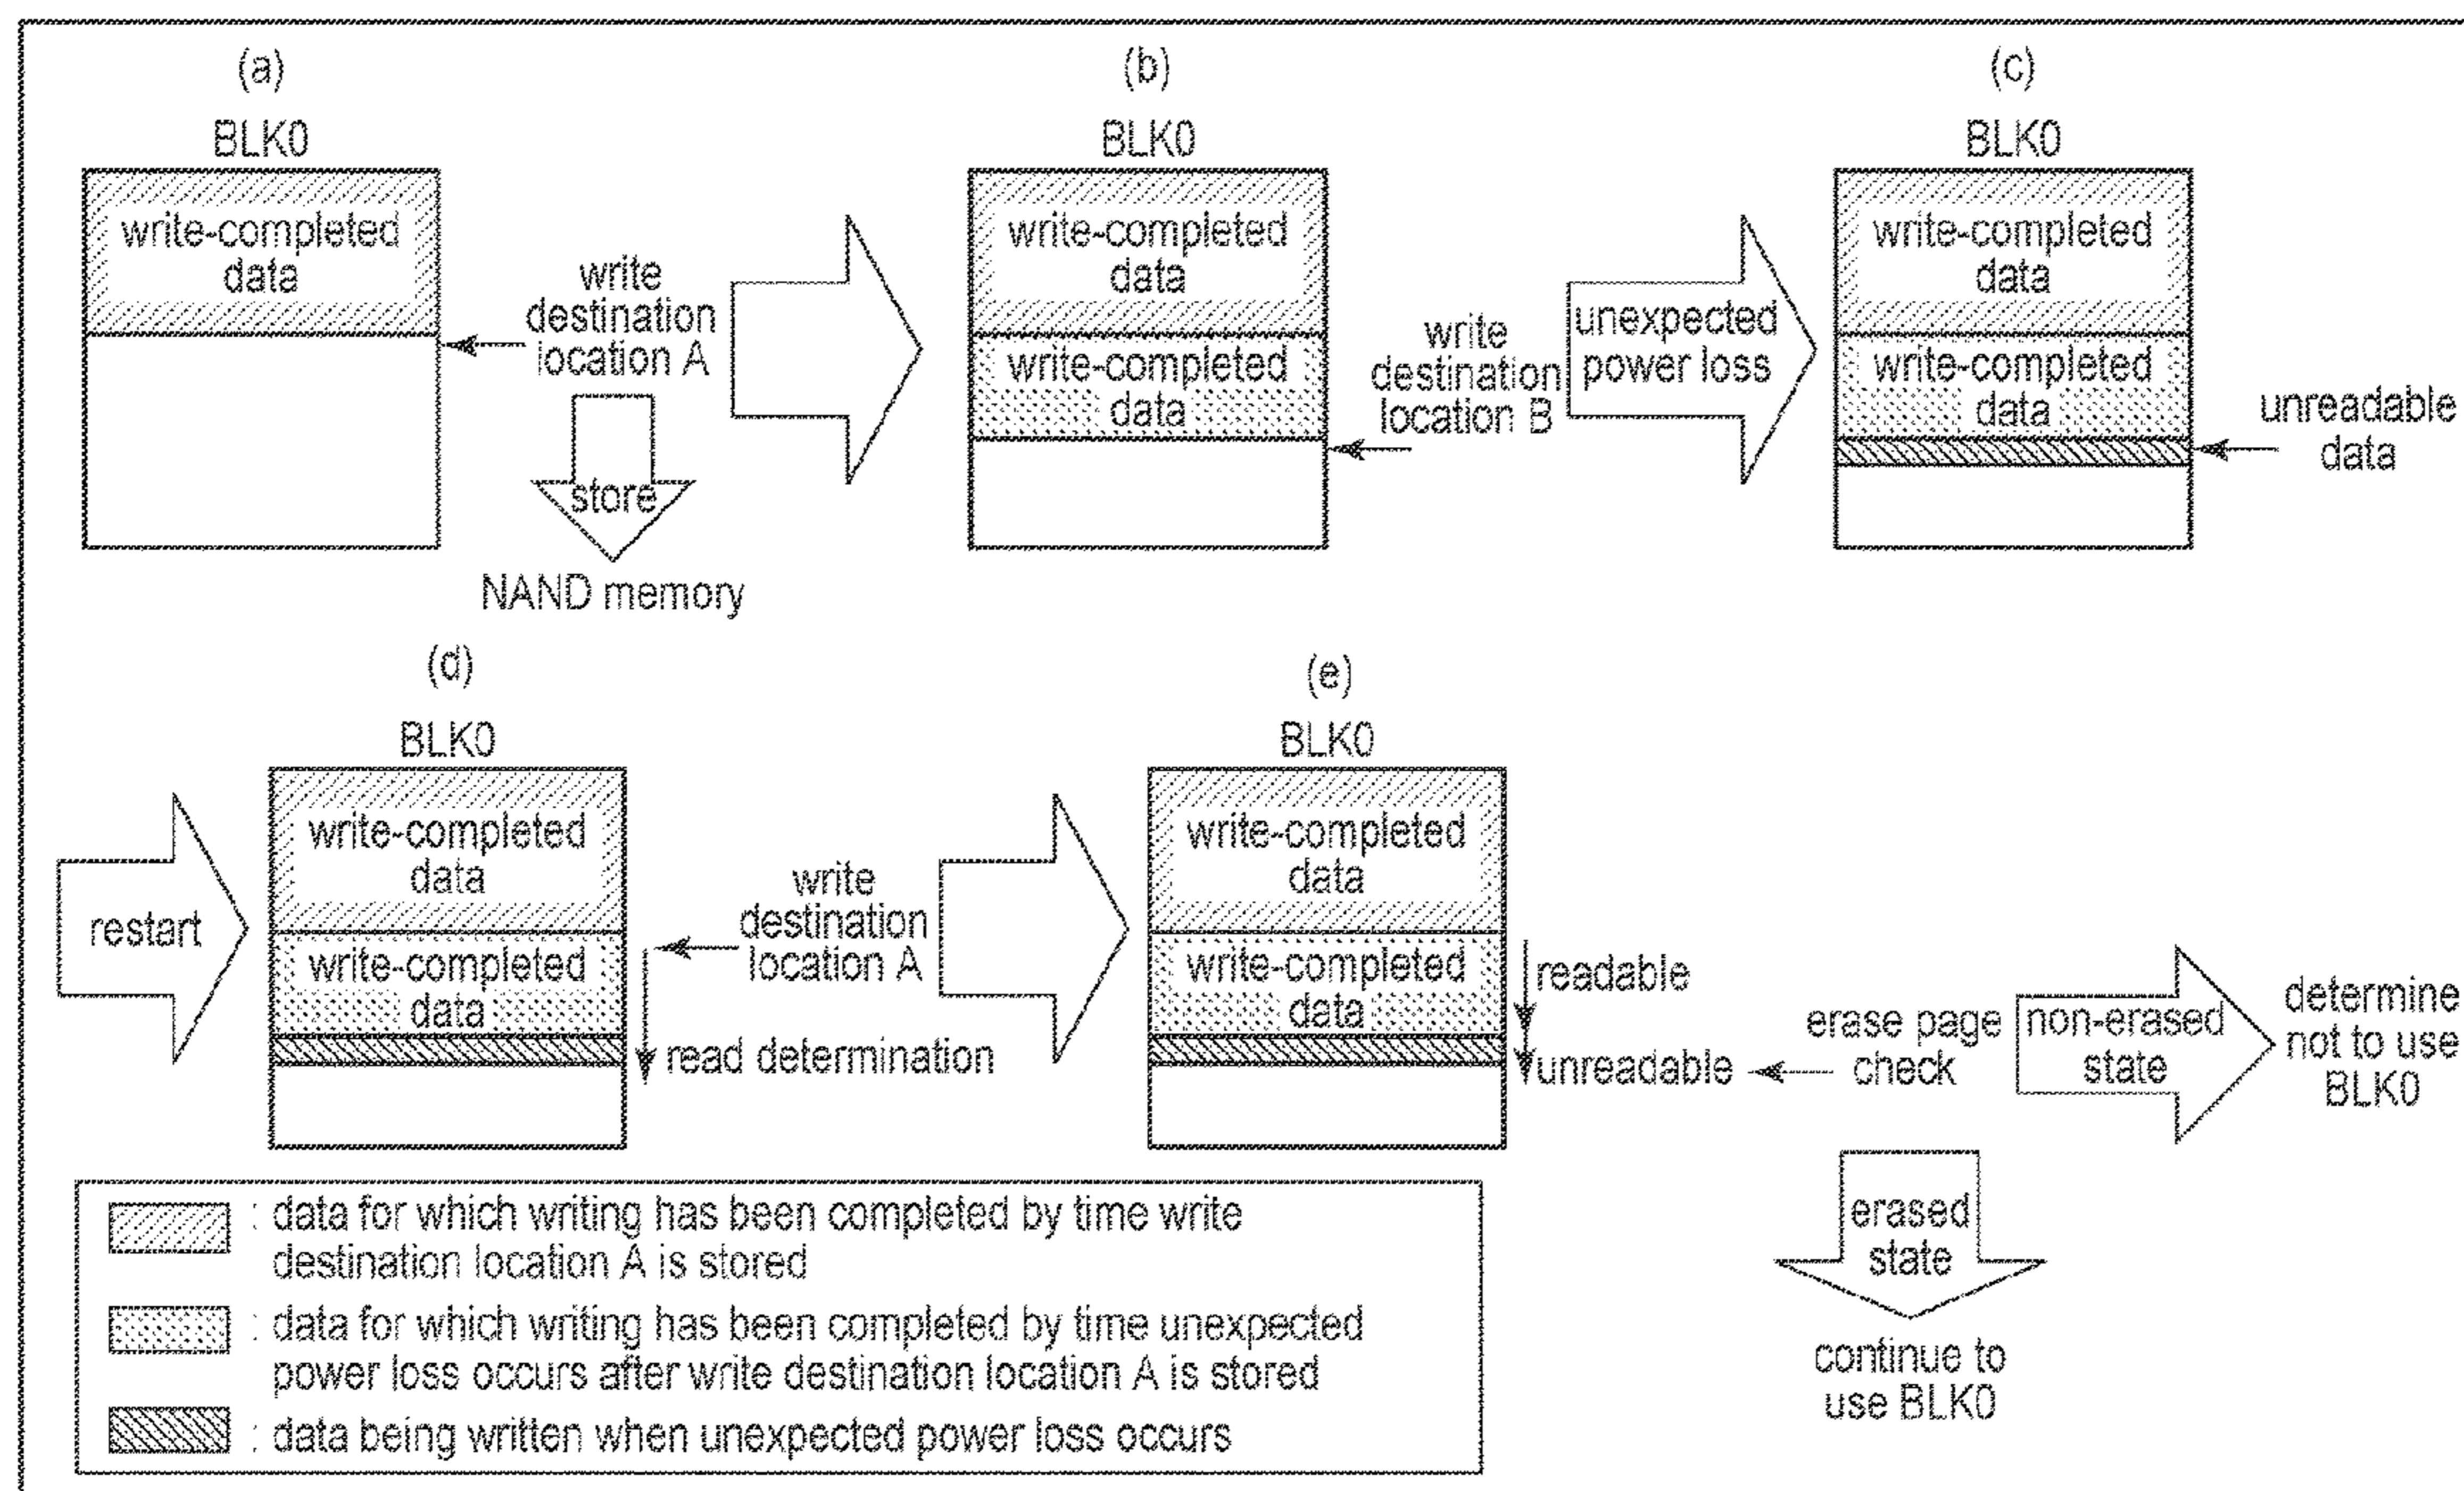 (a)
BLK0
write-completed
data
write
destination
location A
store
NAND memory
(b)
BLK0
write-completed
data
write-completed
data
write
destination
location B
unexpected
power loss
(c)
BLK0
write-completed
data
write-completed
data
unreadable
data
restart
(d)
BLK0
write-completed
data
write-completed
data
write
destination
location A
read determination
(e)
BLK0
write-completed
data
write-completed
data
readable
unreadable
erase page
check
non-erased
state
determine
not to use
BLK0
erased
state
continue to
use BLK0
: data for which writing has been completed by time write
destination location A is stored
: data for which writing has been completed by time unexpected
power loss occurs after write destination location A is stored
: data being written when unexpected power loss occurs